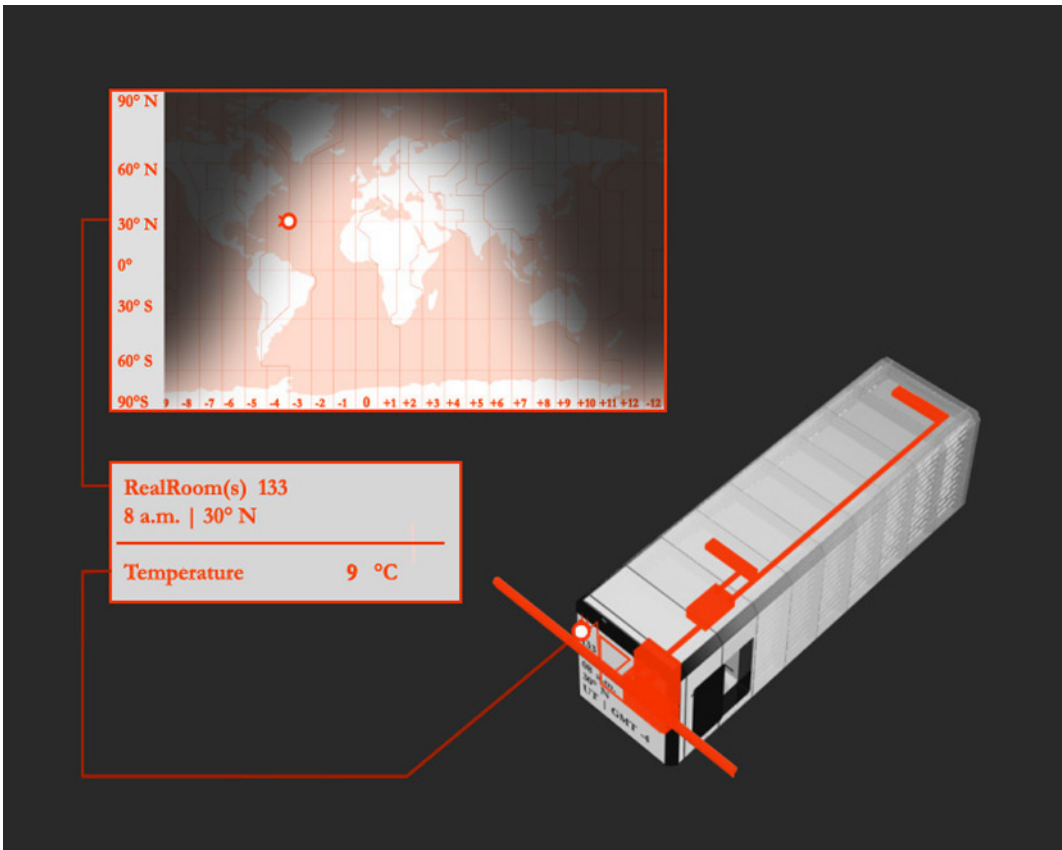 90° N
60° N
30° N
0°
30° S
60° S
90°S
9 -8 -7 -6 -5 -4 -3 -2 -1 0 +1 +2 +3 +4 +5 +6 +7 +8 +9 +10 +11 +12 -12
RealRoom(s) 133
8 a.m. | 30° N
Temperature 9 °C
133
08 a.m.
30° N
UT | GMT -4